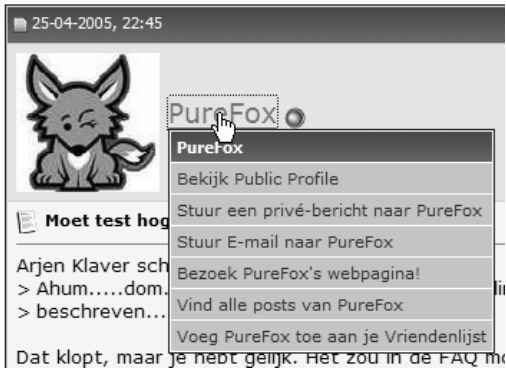 25-04-2005, 22:45
PureFox
PureFox
Bekijk Public Profile
Stuur een privé-bericht naar PureFox
Moet test hog
Stuur E-mail naar PureFox
Arjen Klaver sch
Bezoek PureFox's webpagina!
> Ahum.....dom.
> beschreven...
Vind alle posts van PureFox
Voeg PureFox toe aan je Vriendenlijst
Dat klopt, maar je hebt gelijk. Het zou in de FAQ